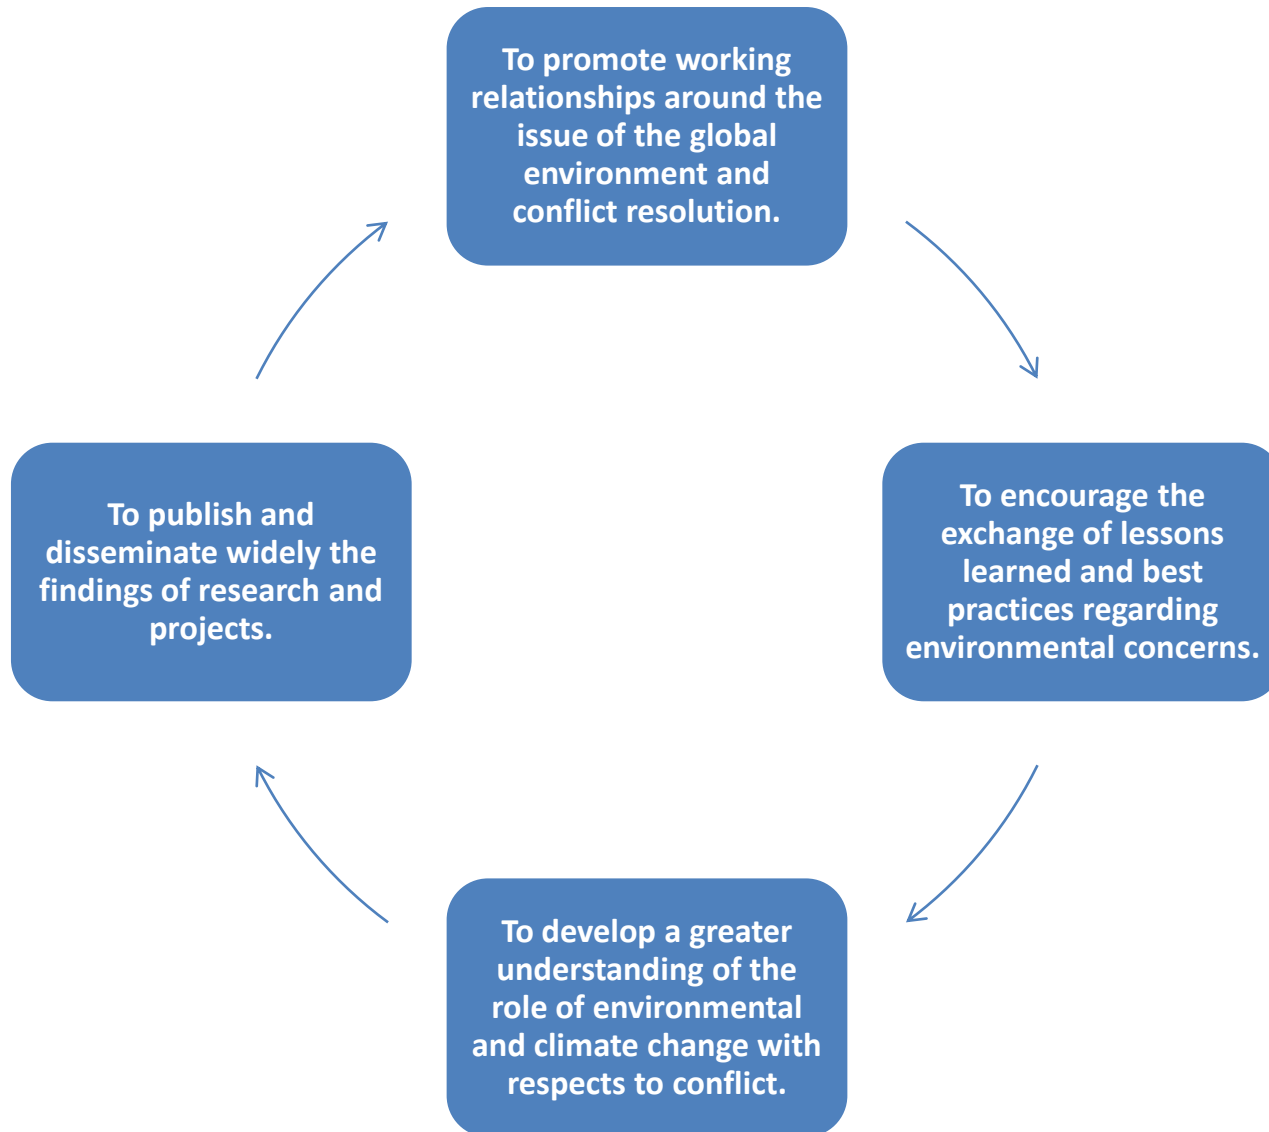 To promote working
relationships around the
issue of the global
environment and
conflict resolution.
To encourage the
exchange of lessons
learned and best
practices regarding
environmental concerns.
To develop a greater
understanding of the
role of environmental
and climate change with
respects to conflict.
To publish and
disseminate widely the
findings of research and
projects.